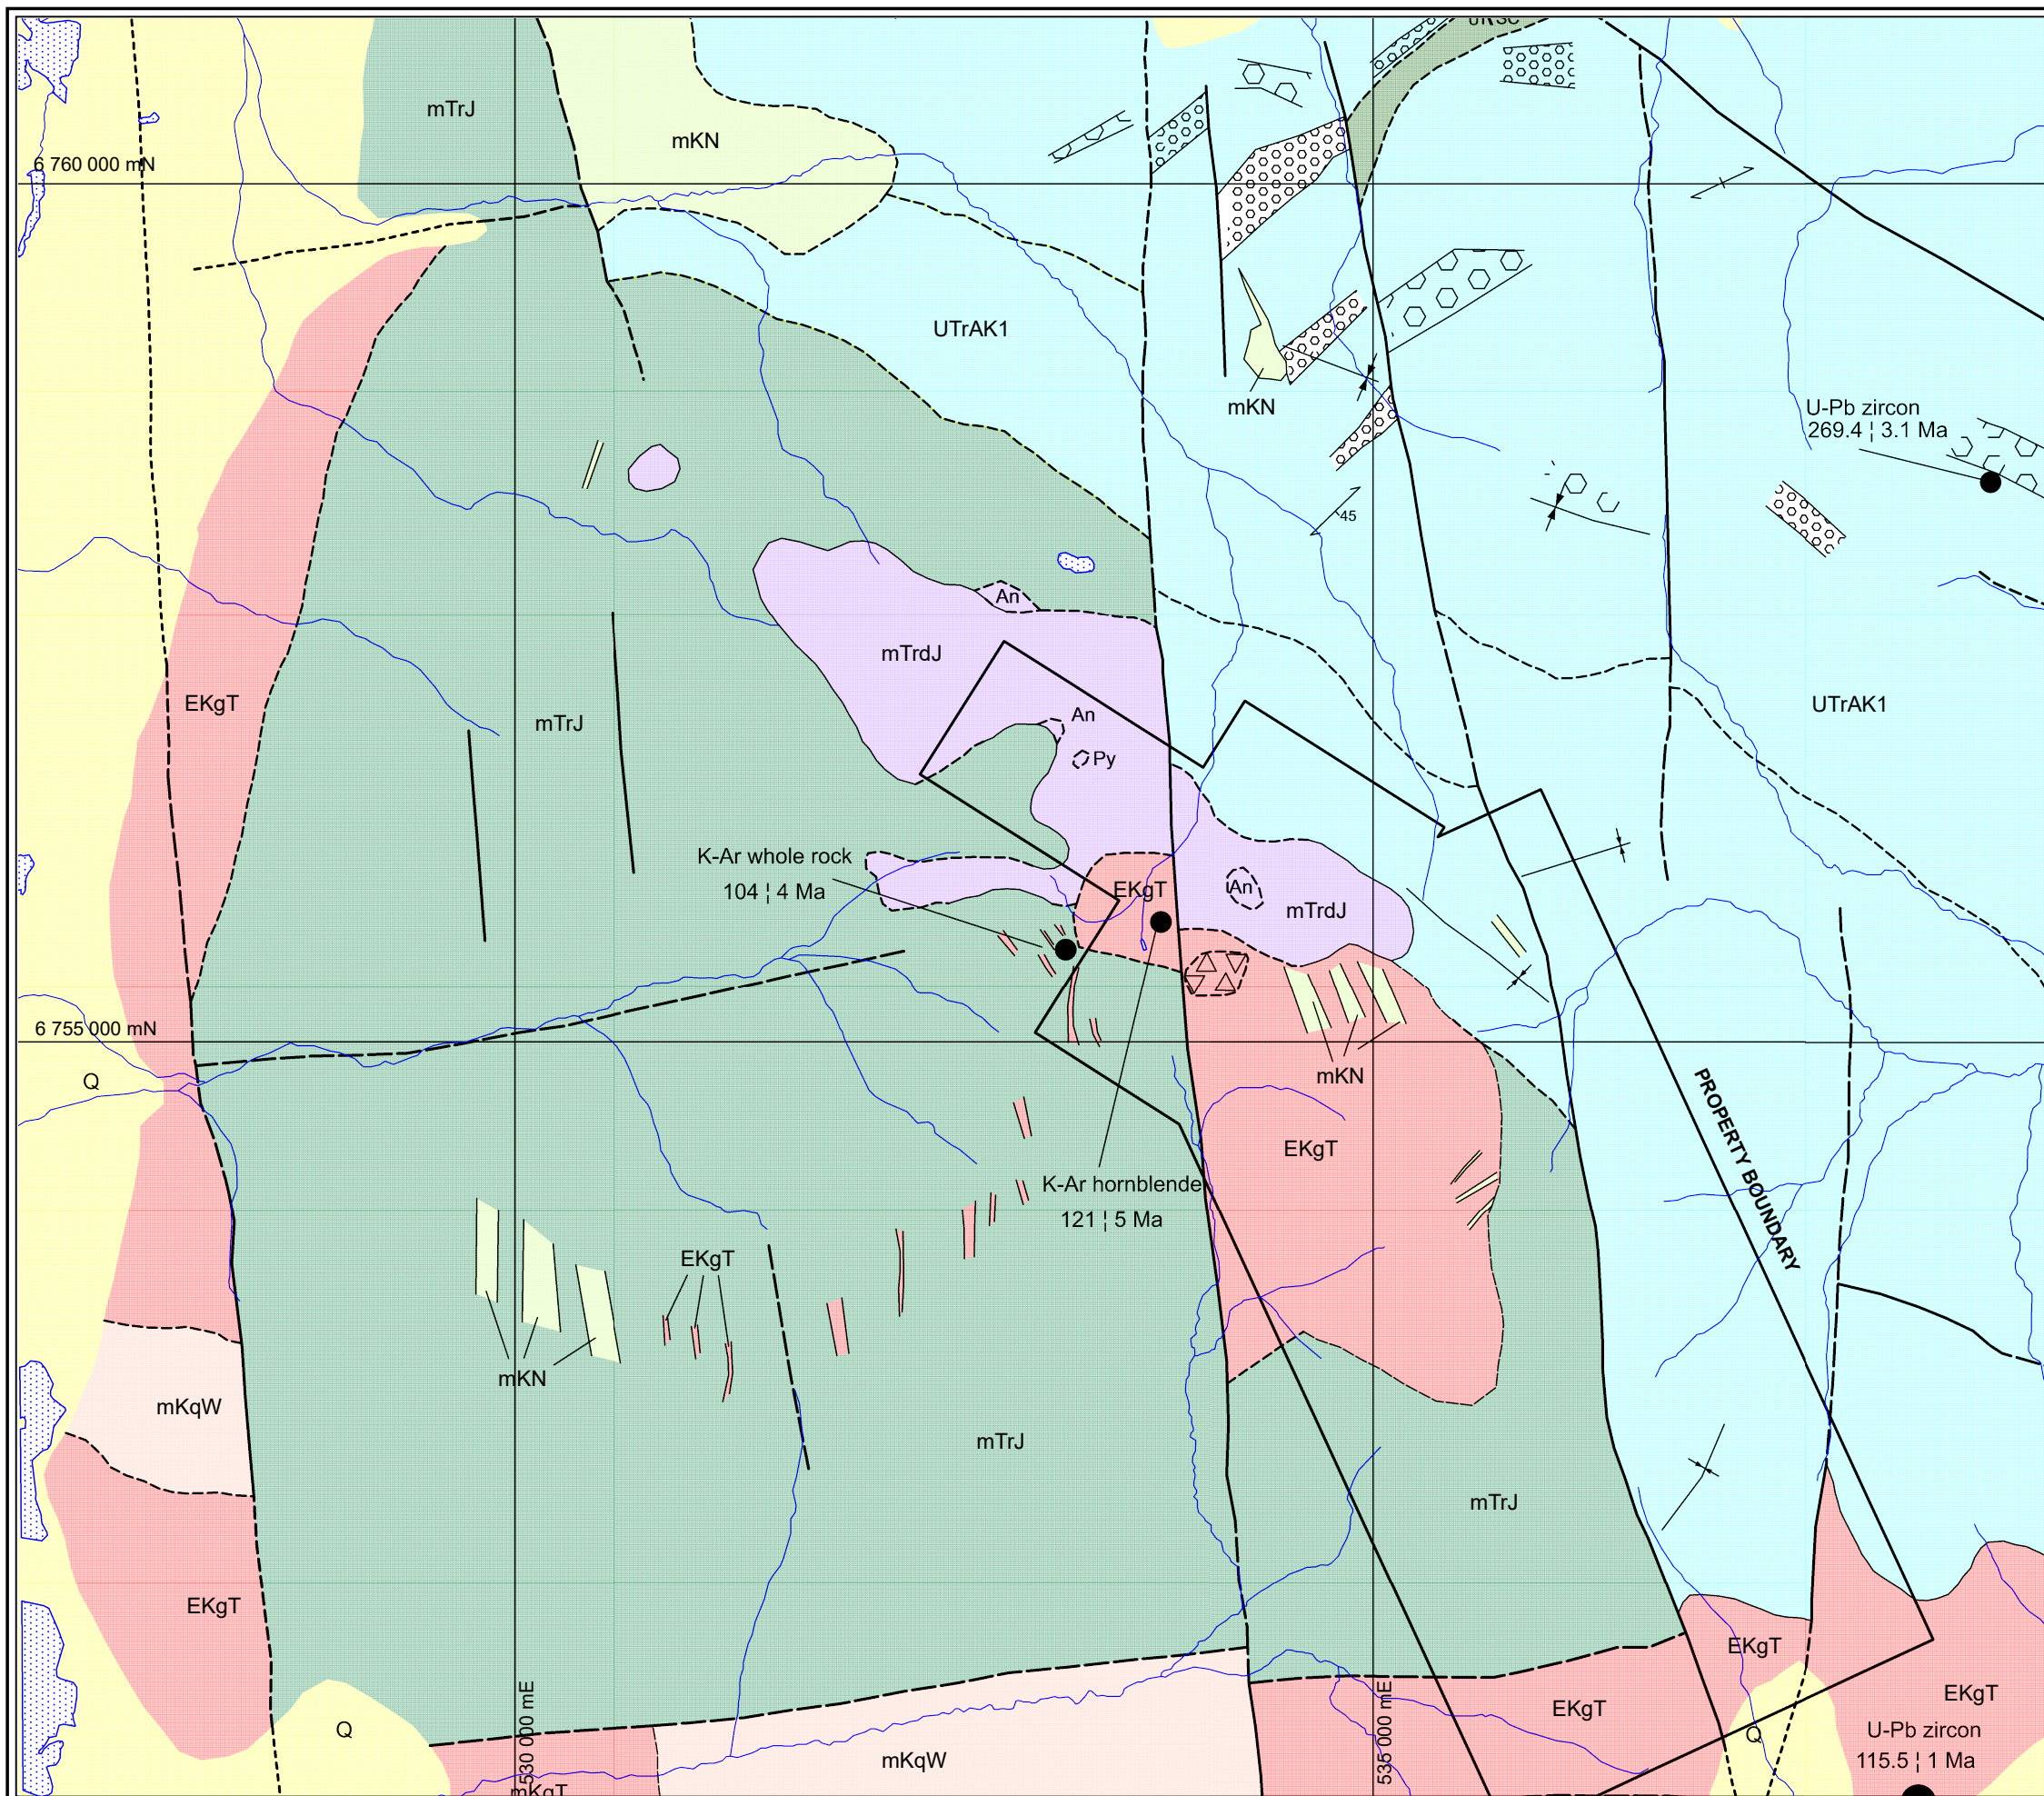 UTrSC
mTrJ
mKN
6 760 000 mN
UTrAK1
mKN
U-Pb zircon
269.4 ¦ 3.1 Ma
45
An
mTrdJ
EKgT
mTrJ
An
UTrAK1
Py
K-Ar whole rock
104 ¦ 4 Ma
EKgT
An
mTrdJ
6 755 000 mN
Q
mKN
PROPERTY BOUNDARY
EKgT
K-Ar hornblende
121 ¦ 5 Ma
EKgT
mKN
mKqW
mTrJ
mTrJ
EKgT
EKgT
EKgT
EKgT
Q
Q
U-Pb zircon
115.5 ¦ 1 Ma
mKqW
530 000 mE
535 000 mE
mKgT